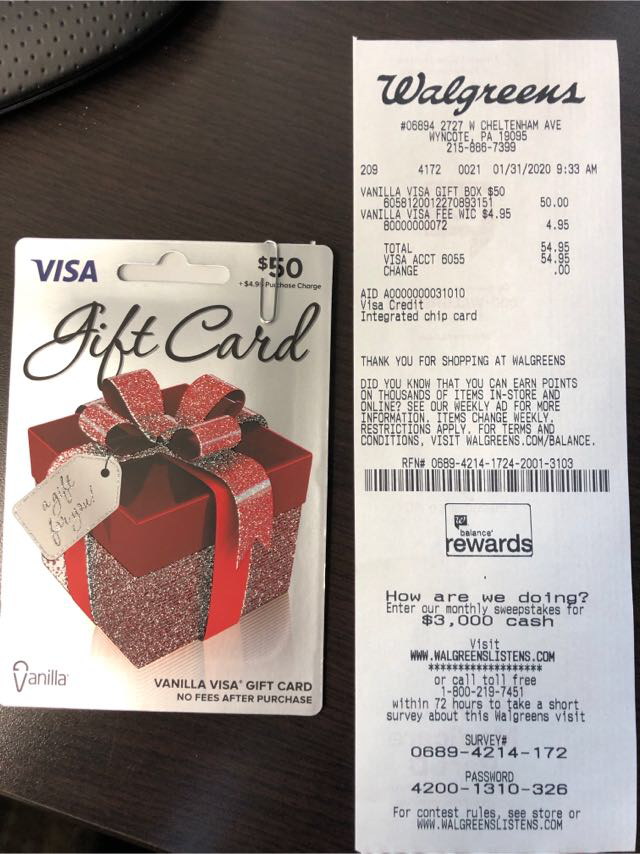 VISA
$50
+ $4.95 Purchase Charge
Gift Card
a gift
for you!
Vanilla
VANILLA VISA® GIFT CARD
NO FEES AFTER PURCHASE
Walgreens
#06894 2727 W CHELTENHAM AVE
WYNCOTE, PA 19095
215-886-7399
209 4172 0021 01/31/2020 9:33 AM
VANILLA VISA GIFT BOX $50
6058120012270893151 50.00
VANILLA VISA FEE WIC $4.95
80000000072 4.95
TOTAL 54.95
VISA ACCT 6055 54.95
CHANGE .00
AID A0000000031010
Visa Credit
Integrated chip card
THANK YOU FOR SHOPPING AT WALGREENS
DID YOU KNOW THAT YOU CAN EARN POINTS
ON THOUSANDS OF ITEMS IN-STORE AND
ONLINE? SEE OUR WEEKLY AD FOR MORE
INFORMATION. ITEMS CHANGE WEEKLY.
RESTRICTIONS APPLY. FOR TERMS AND
CONDITIONS, VISIT WALGREENS.COM/BALANCE.
RFN# 0689-4214-1724-2001-3103
W
balance®
rewards
How are we doing?
Enter our monthly sweepstakes for
$3,000 cash
Visit
WWW.WALGREENSLISTENS.COM
*******************
or call toll free
1-800-219-7451
within 72 hours to take a short
survey about this Walgreens visit
SURVEY#
0689-4214-172
PASSWORD
4200-1310-326
For contest rules, see store or
WWW.WALGREENSLISTENS.COM